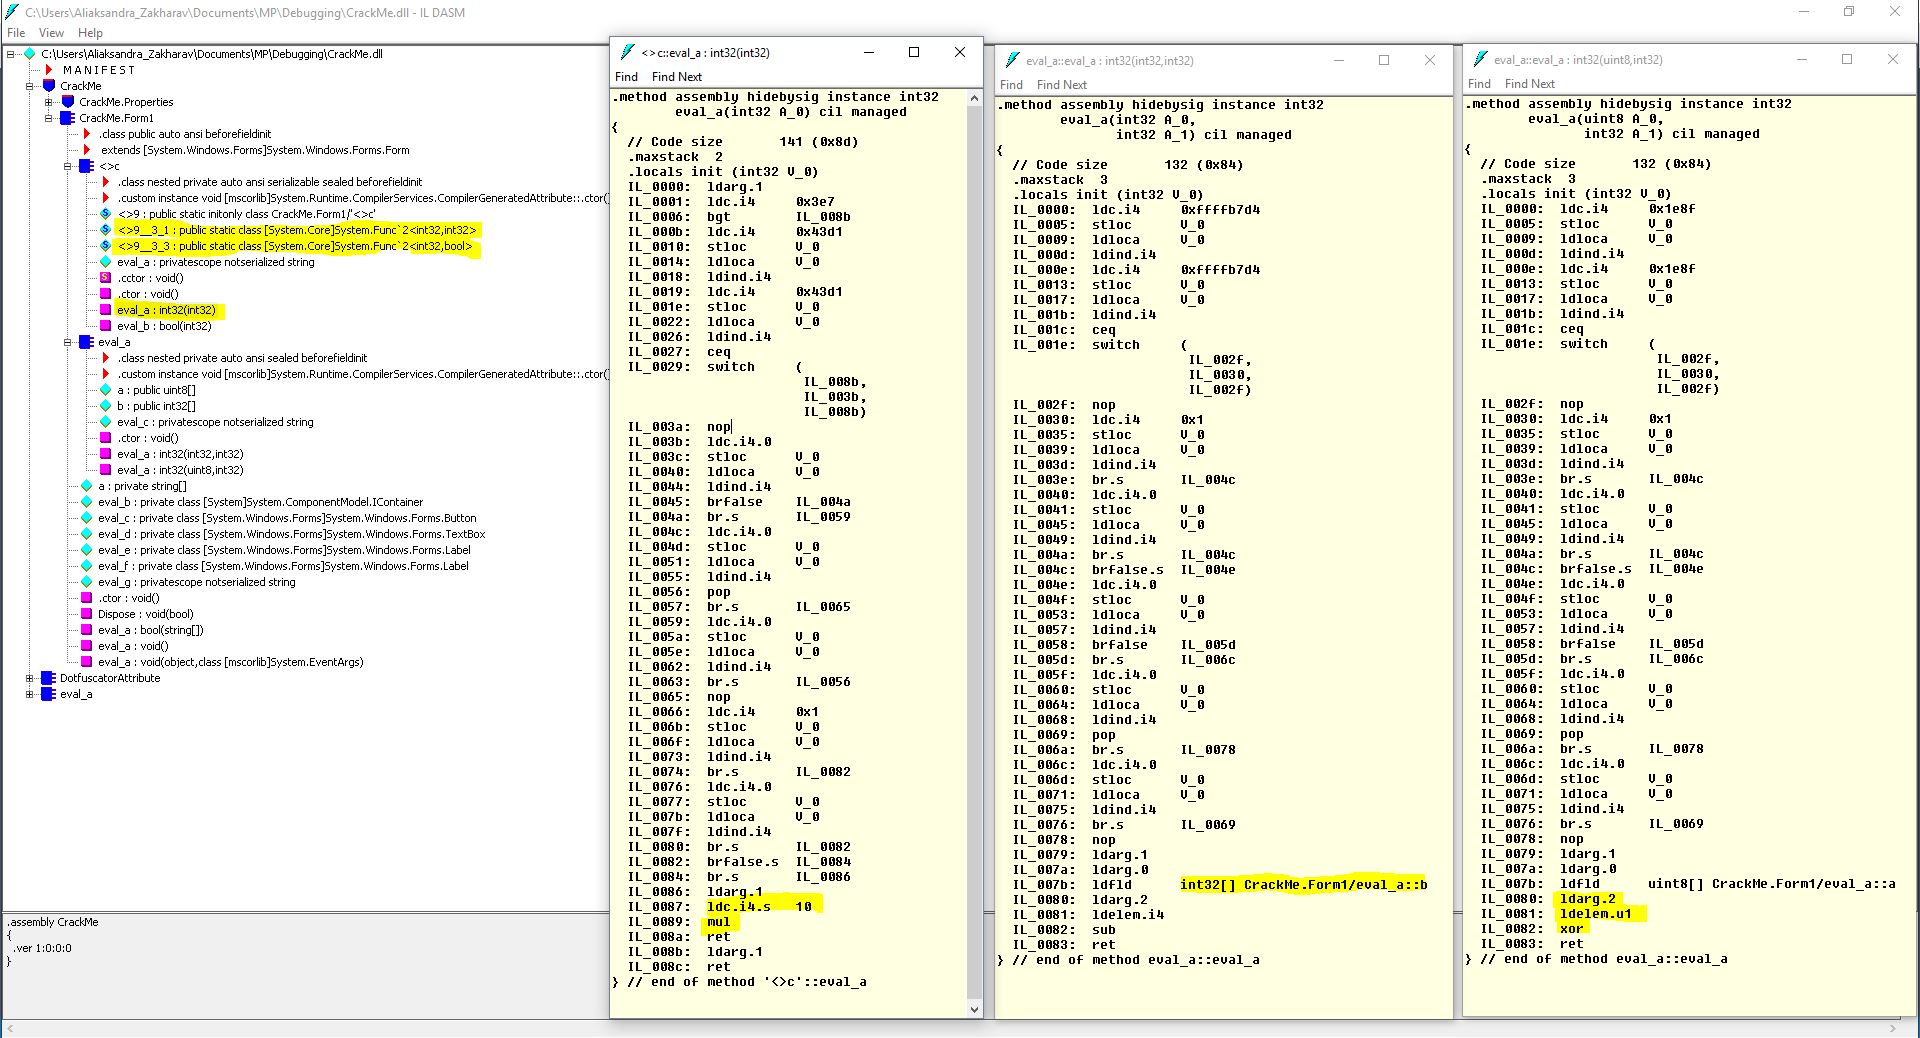 C:\Users\Aliaksandra_Zakharav\Documents\MP\Debugging\CrackMe.dll - IL DASM
File View Help
C:\Users\Aliaksandra_Zakharav\Documents\MP\Debugging\CrackMe.dll
MANIFEST
CrackMe
CrackMe.Properties
CrackMe.Form1
.class public auto ansi beforefieldinit
extends [System.Windows.Forms]System.Windows.Forms.Form
<>c
.class nested private auto ansi serializable sealed beforefieldinit
.custom instance void [mscorlib]System.Runtime.CompilerServices.CompilerGeneratedAttribute::.ctor()
<>9 : public static initonly class CrackMe.Form1/'<>c'
<>9__3_1 : public static class [System.Core]System.Func`2<int32,int32>
<>9__3_3 : public static class [System.Core]System.Func`2<int32,bool>
eval_a : privatescope notserialized string
.cctor : void()
.ctor : void()
eval_a : int32(int32)
eval_b : bool(int32)
eval_a
.class nested private auto ansi sealed beforefieldinit
.custom instance void [mscorlib]System.Runtime.CompilerServices.CompilerGeneratedAttribute::.ctor()
a : public uint8[]
b : public int32[]
eval_c : privatescope notserialized string
.ctor : void()
eval_a : int32(int32,int32)
eval_a : int32(uint8,int32)
a : private string[]
eval_b : private class [System]System.ComponentModel.IContainer
eval_c : private class [System.Windows.Forms]System.Windows.Forms.Button
eval_d : private class [System.Windows.Forms]System.Windows.Forms.TextBox
eval_e : private class [System.Windows.Forms]System.Windows.Forms.Label
eval_f : private class [System.Windows.Forms]System.Windows.Forms.Label
eval_g : privatescope notserialized string
.ctor : void()
Dispose : void(bool)
eval_a : bool(string[])
eval_a : void()
eval_a : void(object,class [mscorlib]System.EventArgs)
DotfuscatorAttribute
eval_a
.assembly CrackMe
{
.ver 1:0:0:0
}
<>c::eval_a : int32(int32)
Find Find Next
.method assembly hidebysig instance int32
eval_a(int32 A_0) cil managed
{
// Code size 141 (0x8d)
.maxstack 2
.locals init (int32 V_0)
IL_0000: ldarg.1
IL_0001: ldc.i4 0x3e7
IL_0006: bgt IL_008b
IL_000b: ldc.i4 0x43d1
IL_0010: stloc V_0
IL_0014: ldloca V_0
IL_0018: ldind.i4
IL_0019: ldc.i4 0x43d1
IL_001e: stloc V_0
IL_0022: ldloca V_0
IL_0026: ldind.i4
IL_0027: ceq
IL_0029: switch (
IL_008b,
IL_003b,
IL_008b)
IL_003a: nop
IL_003b: ldc.i4.0
IL_003c: stloc V_0
IL_0040: ldloca V_0
IL_0044: ldind.i4
IL_0045: brfalse IL_004a
IL_004a: br.s IL_0059
IL_004c: ldc.i4.0
IL_004d: stloc V_0
IL_0051: ldloca V_0
IL_0055: ldind.i4
IL_0056: pop
IL_0057: br.s IL_0065
IL_0059: ldc.i4.0
IL_005a: stloc V_0
IL_005e: ldloca V_0
IL_0062: ldind.i4
IL_0063: br.s IL_0056
IL_0065: nop
IL_0066: ldc.i4 0x1
IL_006b: stloc V_0
IL_006f: ldloca V_0
IL_0073: ldind.i4
IL_0074: br.s IL_0082
IL_0076: ldc.i4.0
IL_0077: stloc V_0
IL_007b: ldloca V_0
IL_007f: ldind.i4
IL_0080: br.s IL_0082
IL_0082: brfalse.s IL_0084
IL_0084: br.s IL_0086
IL_0086: ldarg.1
IL_0087: ldc.i4.s 10
IL_0089: mul
IL_008a: ret
IL_008b: ldarg.1
IL_008c: ret
} // end of method '<>c'::eval_a
eval_a::eval_a : int32(int32,int32)
Find Find Next
.method assembly hidebysig instance int32
eval_a(int32 A_0,
int32 A_1) cil managed
{
// Code size 132 (0x84)
.maxstack 3
.locals init (int32 V_0)
IL_0000: ldc.i4 0xffffb7d4
IL_0005: stloc V_0
IL_0009: ldloca V_0
IL_000d: ldind.i4
IL_000e: ldc.i4 0xffffb7d4
IL_0013: stloc V_0
IL_0017: ldloca V_0
IL_001b: ldind.i4
IL_001c: ceq
IL_001e: switch (
IL_002f,
IL_0030,
IL_002f)
IL_002f: nop
IL_0030: ldc.i4 0x1
IL_0035: stloc V_0
IL_0039: ldloca V_0
IL_003d: ldind.i4
IL_003e: br.s IL_004c
IL_0040: ldc.i4.0
IL_0041: stloc V_0
IL_0045: ldloca V_0
IL_0049: ldind.i4
IL_004a: br.s IL_004c
IL_004c: brfalse.s IL_004e
IL_004e: ldc.i4.0
IL_004f: stloc V_0
IL_0053: ldloca V_0
IL_0057: ldind.i4
IL_0058: brfalse IL_005d
IL_005d: br.s IL_006c
IL_005f: ldc.i4.0
IL_0060: stloc V_0
IL_0064: ldloca V_0
IL_0068: ldind.i4
IL_0069: pop
IL_006a: br.s IL_0078
IL_006c: ldc.i4.0
IL_006d: stloc V_0
IL_0071: ldloca V_0
IL_0075: ldind.i4
IL_0076: br.s IL_0069
IL_0078: nop
IL_0079: ldarg.1
IL_007a: ldarg.0
IL_007b: ldfld int32[] CrackMe.Form1/eval_a::b
IL_0080: ldarg.2
IL_0081: ldelem.i4
IL_0082: sub
IL_0083: ret
} // end of method eval_a::eval_a
eval_a::eval_a : int32(uint8,int32)
Find Find Next
.method assembly hidebysig instance int32
eval_a(uint8 A_0,
int32 A_1) cil managed
{
// Code size 132 (0x84)
.maxstack 3
.locals init (int32 V_0)
IL_0000: ldc.i4 0x1e8f
IL_0005: stloc V_0
IL_0009: ldloca V_0
IL_000d: ldind.i4
IL_000e: ldc.i4 0x1e8f
IL_0013: stloc V_0
IL_0017: ldloca V_0
IL_001b: ldind.i4
IL_001c: ceq
IL_001e: switch (
IL_002f,
IL_0030,
IL_002f)
IL_002f: nop
IL_0030: ldc.i4 0x1
IL_0035: stloc V_0
IL_0039: ldloca V_0
IL_003d: ldind.i4
IL_003e: br.s IL_004c
IL_0040: ldc.i4.0
IL_0041: stloc V_0
IL_0045: ldloca V_0
IL_0049: ldind.i4
IL_004a: br.s IL_004c
IL_004c: brfalse.s IL_004e
IL_004e: ldc.i4.0
IL_004f: stloc V_0
IL_0053: ldloca V_0
IL_0057: ldind.i4
IL_0058: brfalse IL_005d
IL_005d: br.s IL_006c
IL_005f: ldc.i4.0
IL_0060: stloc V_0
IL_0064: ldloca V_0
IL_0068: ldind.i4
IL_0069: pop
IL_006a: br.s IL_0078
IL_006c: ldc.i4.0
IL_006d: stloc V_0
IL_0071: ldloca V_0
IL_0075: ldind.i4
IL_0076: br.s IL_0069
IL_0078: nop
IL_0079: ldarg.1
IL_007a: ldarg.0
IL_007b: ldfld uint8[] CrackMe.Form1/eval_a::a
IL_0080: ldarg.2
IL_0081: ldelem.u1
IL_0082: xor
IL_0083: ret
} // end of method eval_a::eval_a